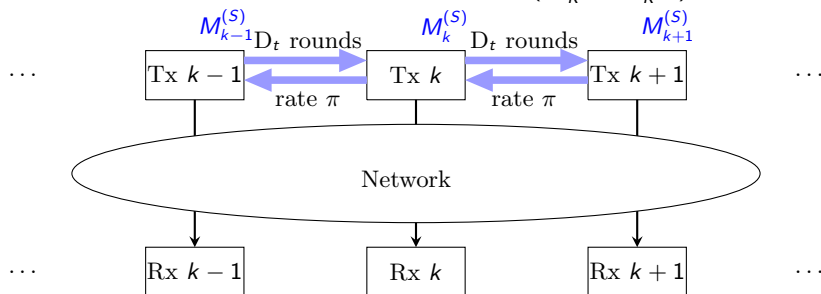 M_{k-1}^{(S)} M_k^{(S)} M_{k+1}^{(S)}
D_t rounds D_t rounds
... Tx k − 1 Tx k Tx k + 1 ...
rate π rate π
Network
... Rx k − 1 Rx k Rx k + 1 ...